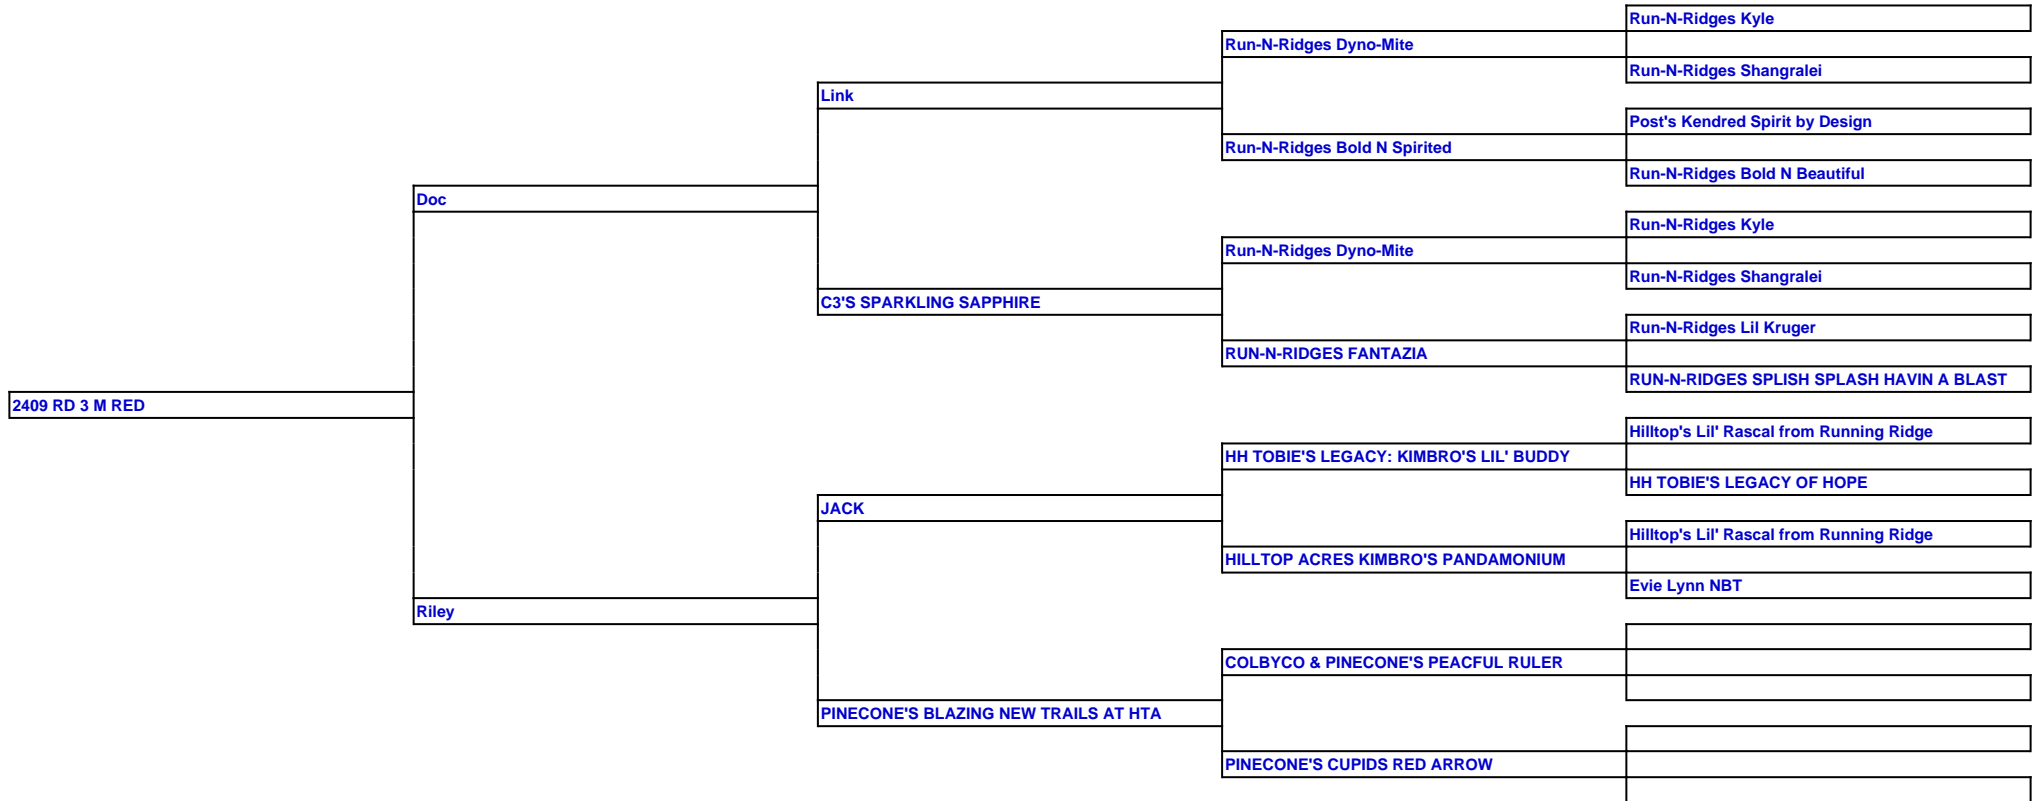 Run-N-Ridges Kyle
Run-N-Ridges Dyno-Mite
Run-N-Ridges Shangralei
Link
Post's Kendred Spirit by Design
Run-N-Ridges Bold N Spirited
Run-N-Ridges Bold N Beautiful
Doc
Run-N-Ridges Kyle
Run-N-Ridges Dyno-Mite
Run-N-Ridges Shangralei
C3'S SPARKLING SAPPHIRE
Run-N-Ridges Lil Kruger
RUN-N-RIDGES FANTAZIA
RUN-N-RIDGES SPLISH SPLASH HAVIN A BLAST
2409 RD 3 M RED
Hilltop's Lil' Rascal from Running Ridge
HH TOBIE'S LEGACY: KIMBRO'S LIL' BUDDY
HH TOBIE'S LEGACY OF HOPE
JACK
Hilltop's Lil' Rascal from Running Ridge
HILLTOP ACRES KIMBRO'S PANDAMONIUM
Evie Lynn NBT
Riley
COLBYCO & PINECONE'S PEACFUL RULER
PINECONE'S BLAZING NEW TRAILS AT HTA
PINECONE'S CUPIDS RED ARROW